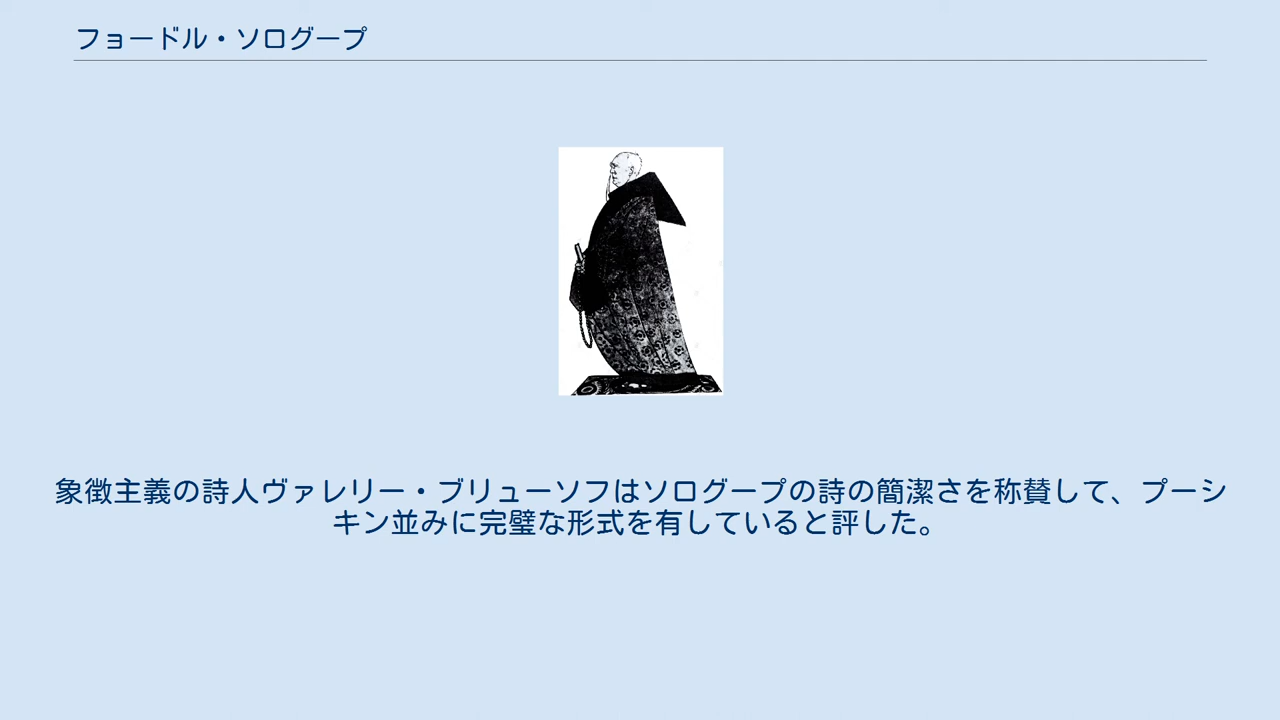 フョードル・ソログープ
象徴主義の詩人ヴァレリー・ブリューソフはソログープの詩の簡潔さを称賛して、プーシ
キン並みに完璧な形式を有していると評した。